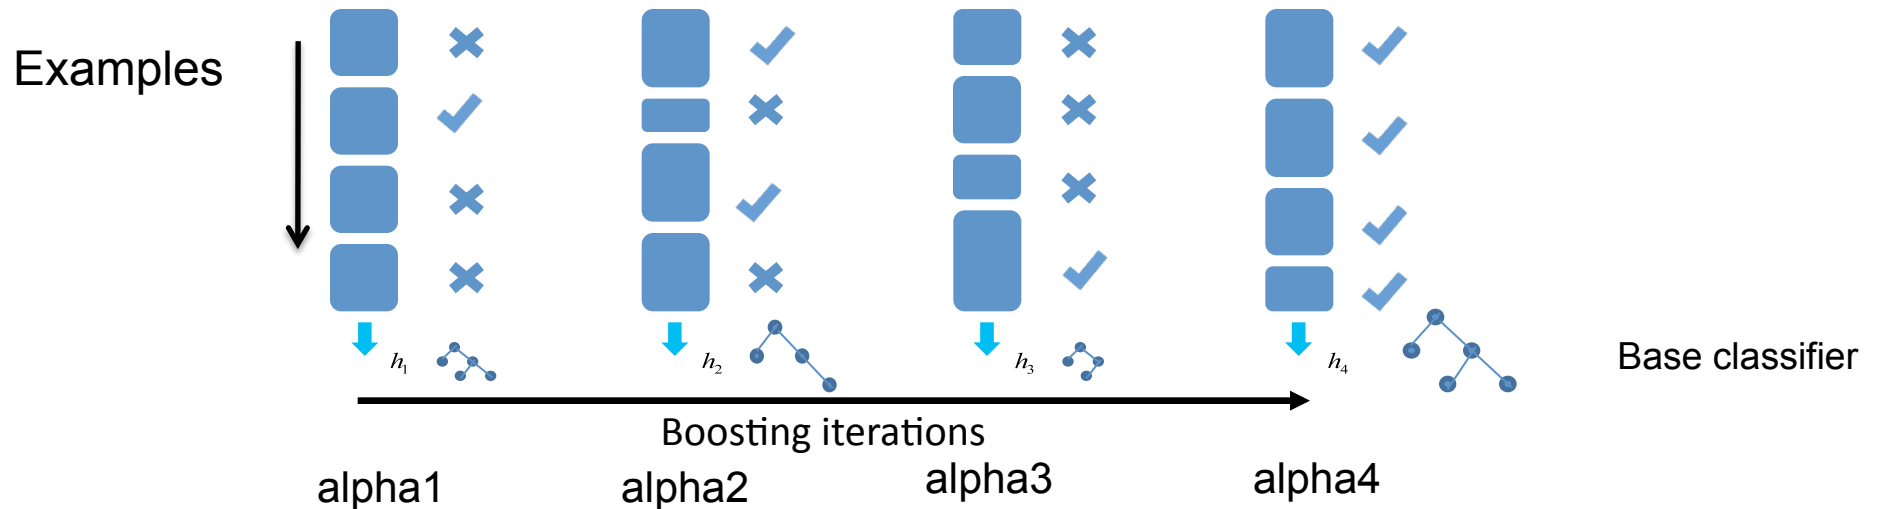 Examples
h₁
h₂
h₃
h₄
Base classifier
Boosting iterations
alpha1
alpha2
alpha3
alpha4